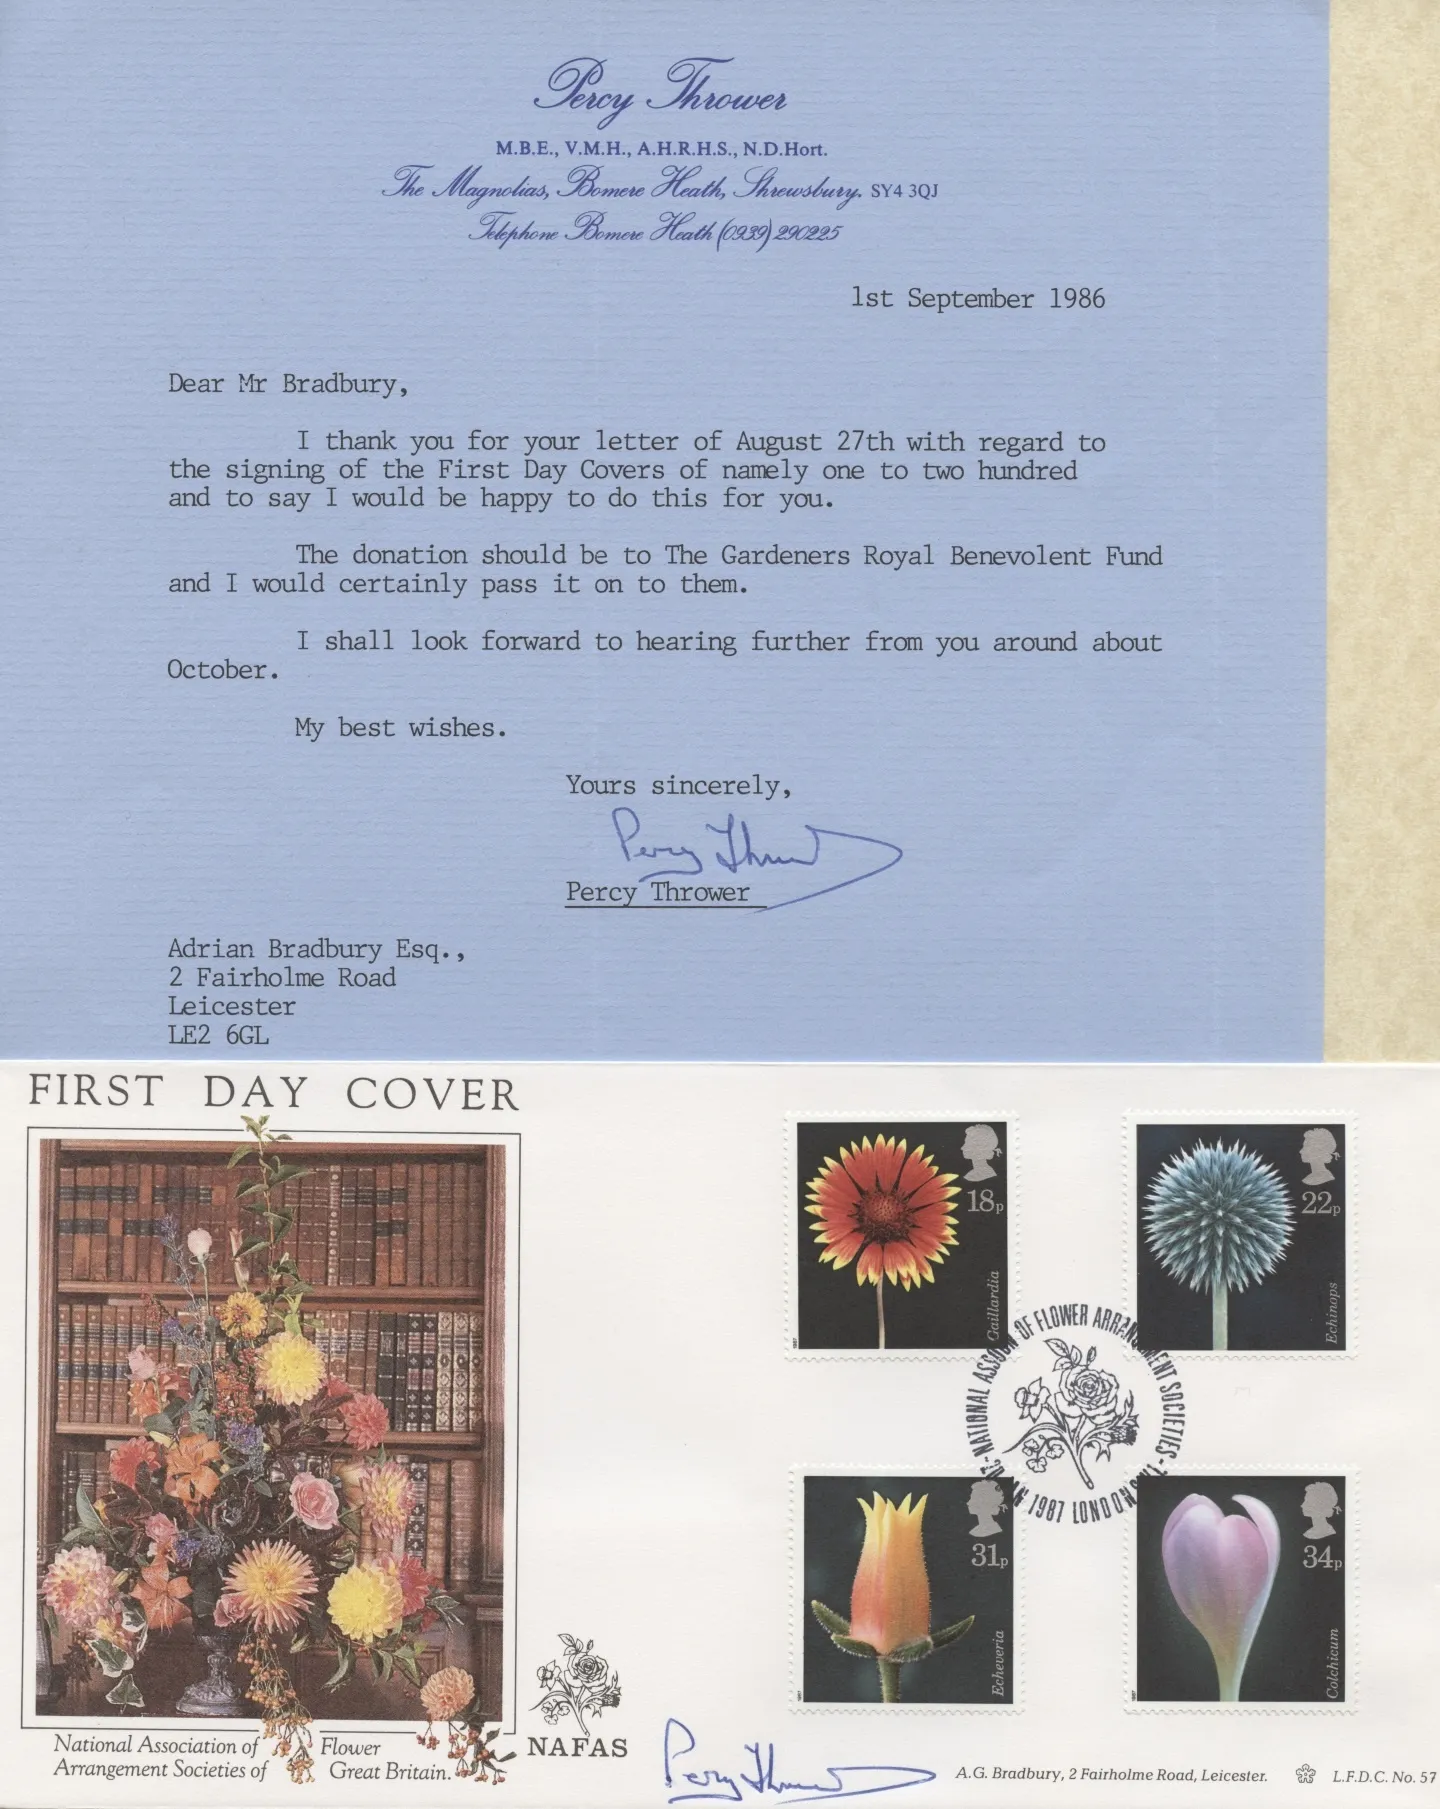 Percy Thrower
M.B.E., V.M.H., A.H.R.H.S., N.D.Hort.
The Magnolias, Bomere Heath, Shrewsbury. SY4 3QJ
Telephone Bomere Heath (0939) 290225
1st September 1986
Dear Mr Bradbury,
I thank you for your letter of August 27th with regard to
the signing of the First Day Covers of namely one to two hundred
and to say I would be happy to do this for you.
The donation should be to The Gardeners Royal Benevolent Fund
and I would certainly pass it on to them.
I shall look forward to hearing further from you around about
October.
My best wishes.
Yours sincerely,
Percy Thrower
Percy Thrower
Adrian Bradbury Esq.,
2 Fairholme Road
Leicester
LE2 6GL
FIRST DAY COVER
18p
Gaillardia
1987
22p
Echinops
NATIONAL ASSOCN OF FLOWER ARRANGEMENT SOCIETIES
1987 LONDON
31p
Echeveria
1987
34p
Colchicum
1987
National Association of Flower
Arrangement Societies of Great Britain.
NAFAS
Percy Thrower
A.G. Bradbury, 2 Fairholme Road, Leicester.
L.F.D.C. No. 57